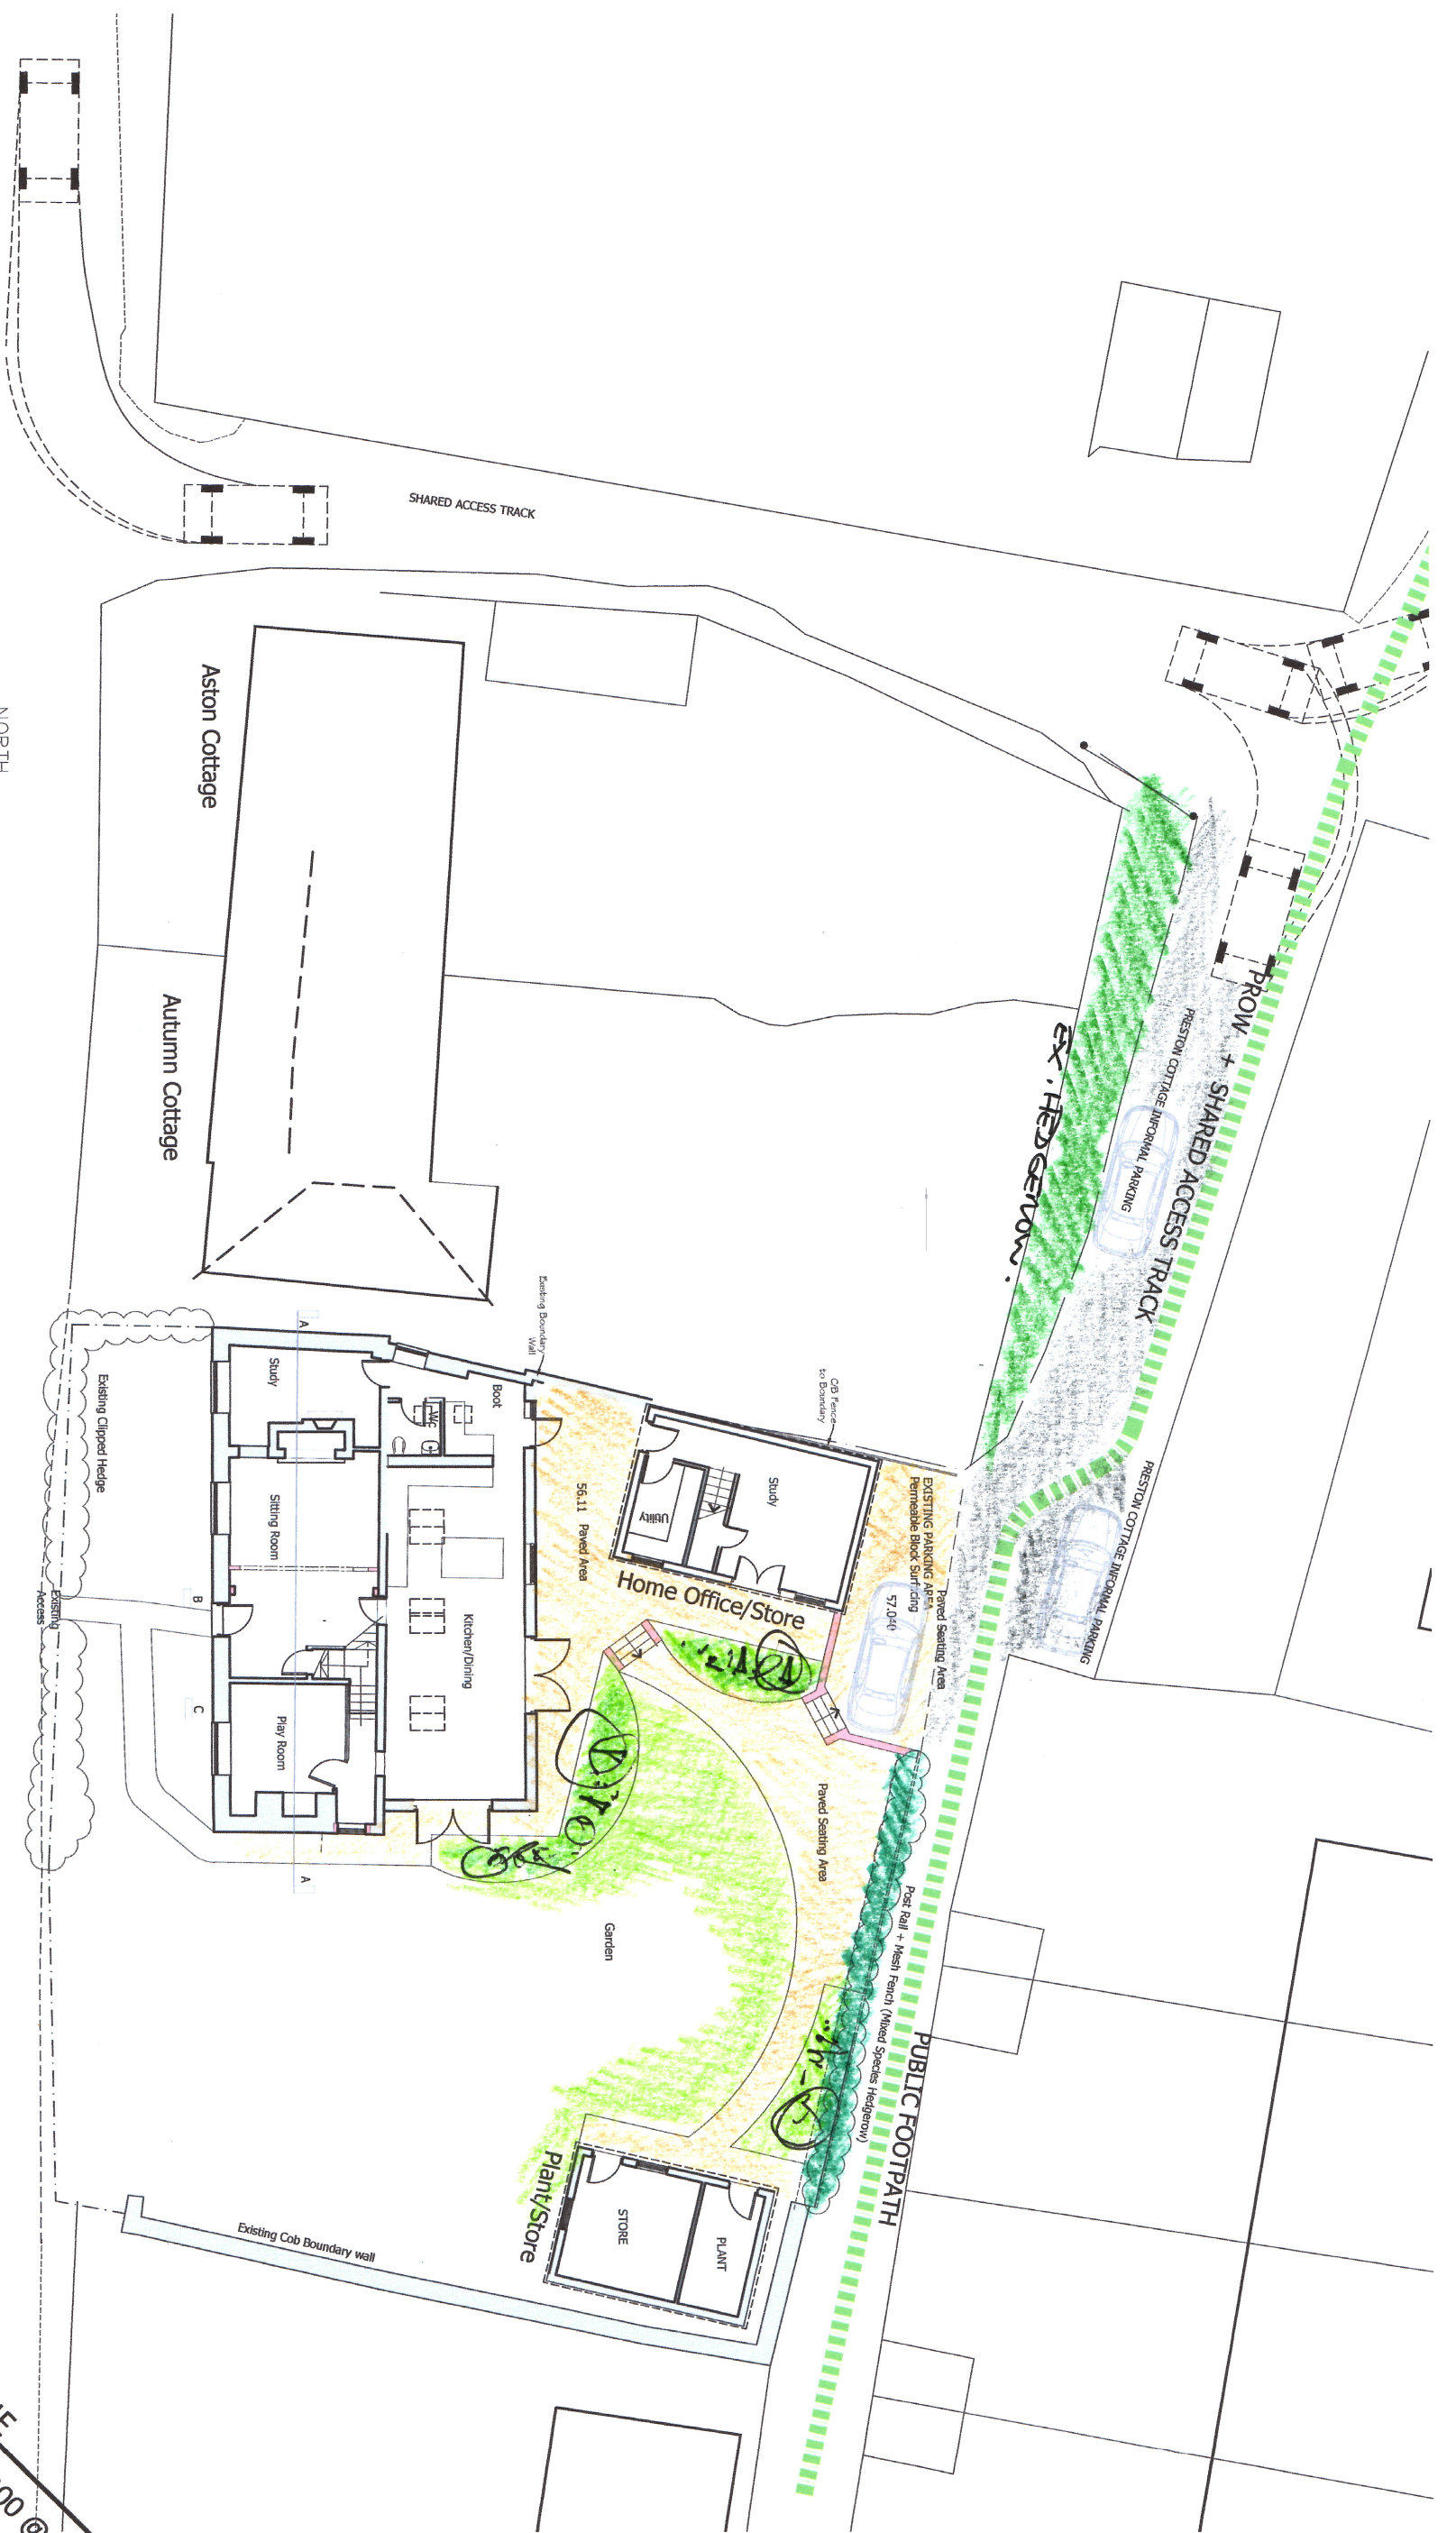 NORTH
SHARED ACCESS TRACK
Aston Cottage
Autumn Cottage
EX. HEDGEROW.
PROW + SHARED ACCESS TRACK
PRESTON COTTAGE INFORMAL PARKING
PRESTON COTTAGE INFORMAL PARKING
Existing Boundary
Wall
C/B Fence
to Boundary
EXISTING PARKING AREA
Permeable Block Surfacing
Paved Seating Area
57.040
Study
Utility
Home Office/Store
56.11 Paved Area
Boot
WC
Study
Sitting Room
Kitchen/Dining
Play Room
A
A
B
C
Existing Clipped Hedge
Existing
Access
Paved Seating Area
Garden
Post Rail + Mesh Fench (Mixed Species Hedgerow)
PUBLIC FOOTPATH
Plant/Store
STORE
PLANT
Existing Cob Boundary wall